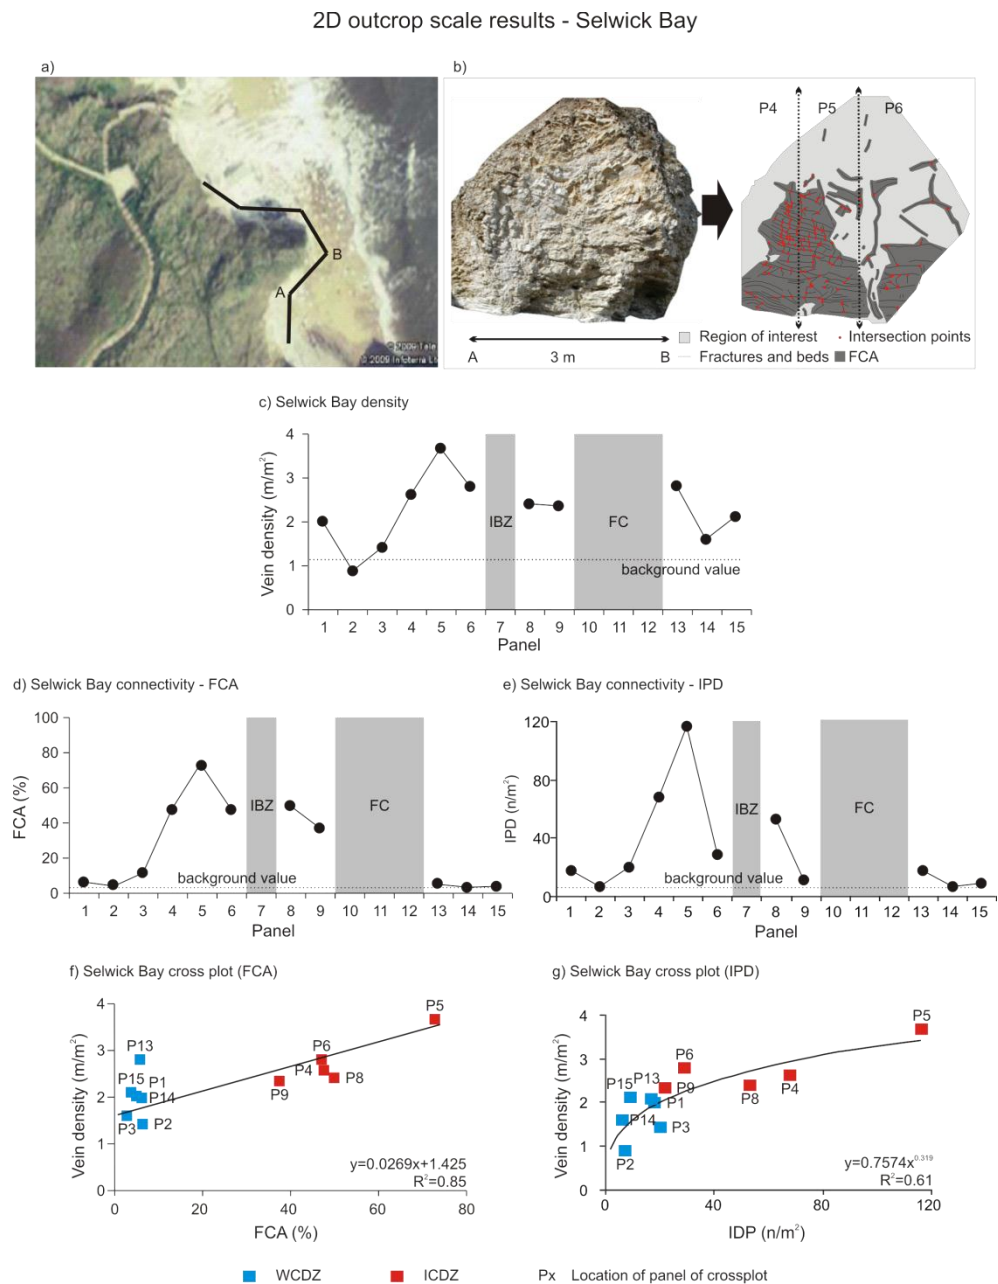 2D outcrop scale results - Selwick Bay
a)
B
A
© 2009 Tele
© 2009 Infoterra Lt
b)
P4 P5 P6
A 3 m B
Region of interest Intersection points
Fractures and beds FCA
c) Selwick Bay density
Vein density (m/m²)
4
3
2
1
0
IBZ
FC
background value
1 2 3 4 5 6 7 8 9 10 11 12 13 14 15
Panel
d) Selwick Bay connectivity - FCA
FCA (%)
100
80
60
40
20
0
IBZ
FC
background value
1 2 3 4 5 6 7 8 9 10 11 12 13 14 15
Panel
e) Selwick Bay connectivity - IPD
IPD (n/m²)
120
80
40
0
IBZ
FC
background value
1 2 3 4 5 6 7 8 9 10 11 12 13 14 15
Panel
f) Selwick Bay cross plot (FCA)
Vein density (m/m²)
4
3
2
1
0
P5
P13
P6
P15 P1
P4
P8
P14
P9
P3 P2
y=0.0269x+1.425
R²=0.85
0 20 40 60 80
FCA (%)
g) Selwick Bay cross plot (IPD)
Vein density (m/m²)
4
3
2
1
0
P5
P6
P15 P13
P9
P4
P1
P8
P14
P3
P2
y=0.7574x^0.319
R²=0.61
0 40 80 120
IDP (n/m²)
WCDZ ICDZ Px Location of panel of crossplot